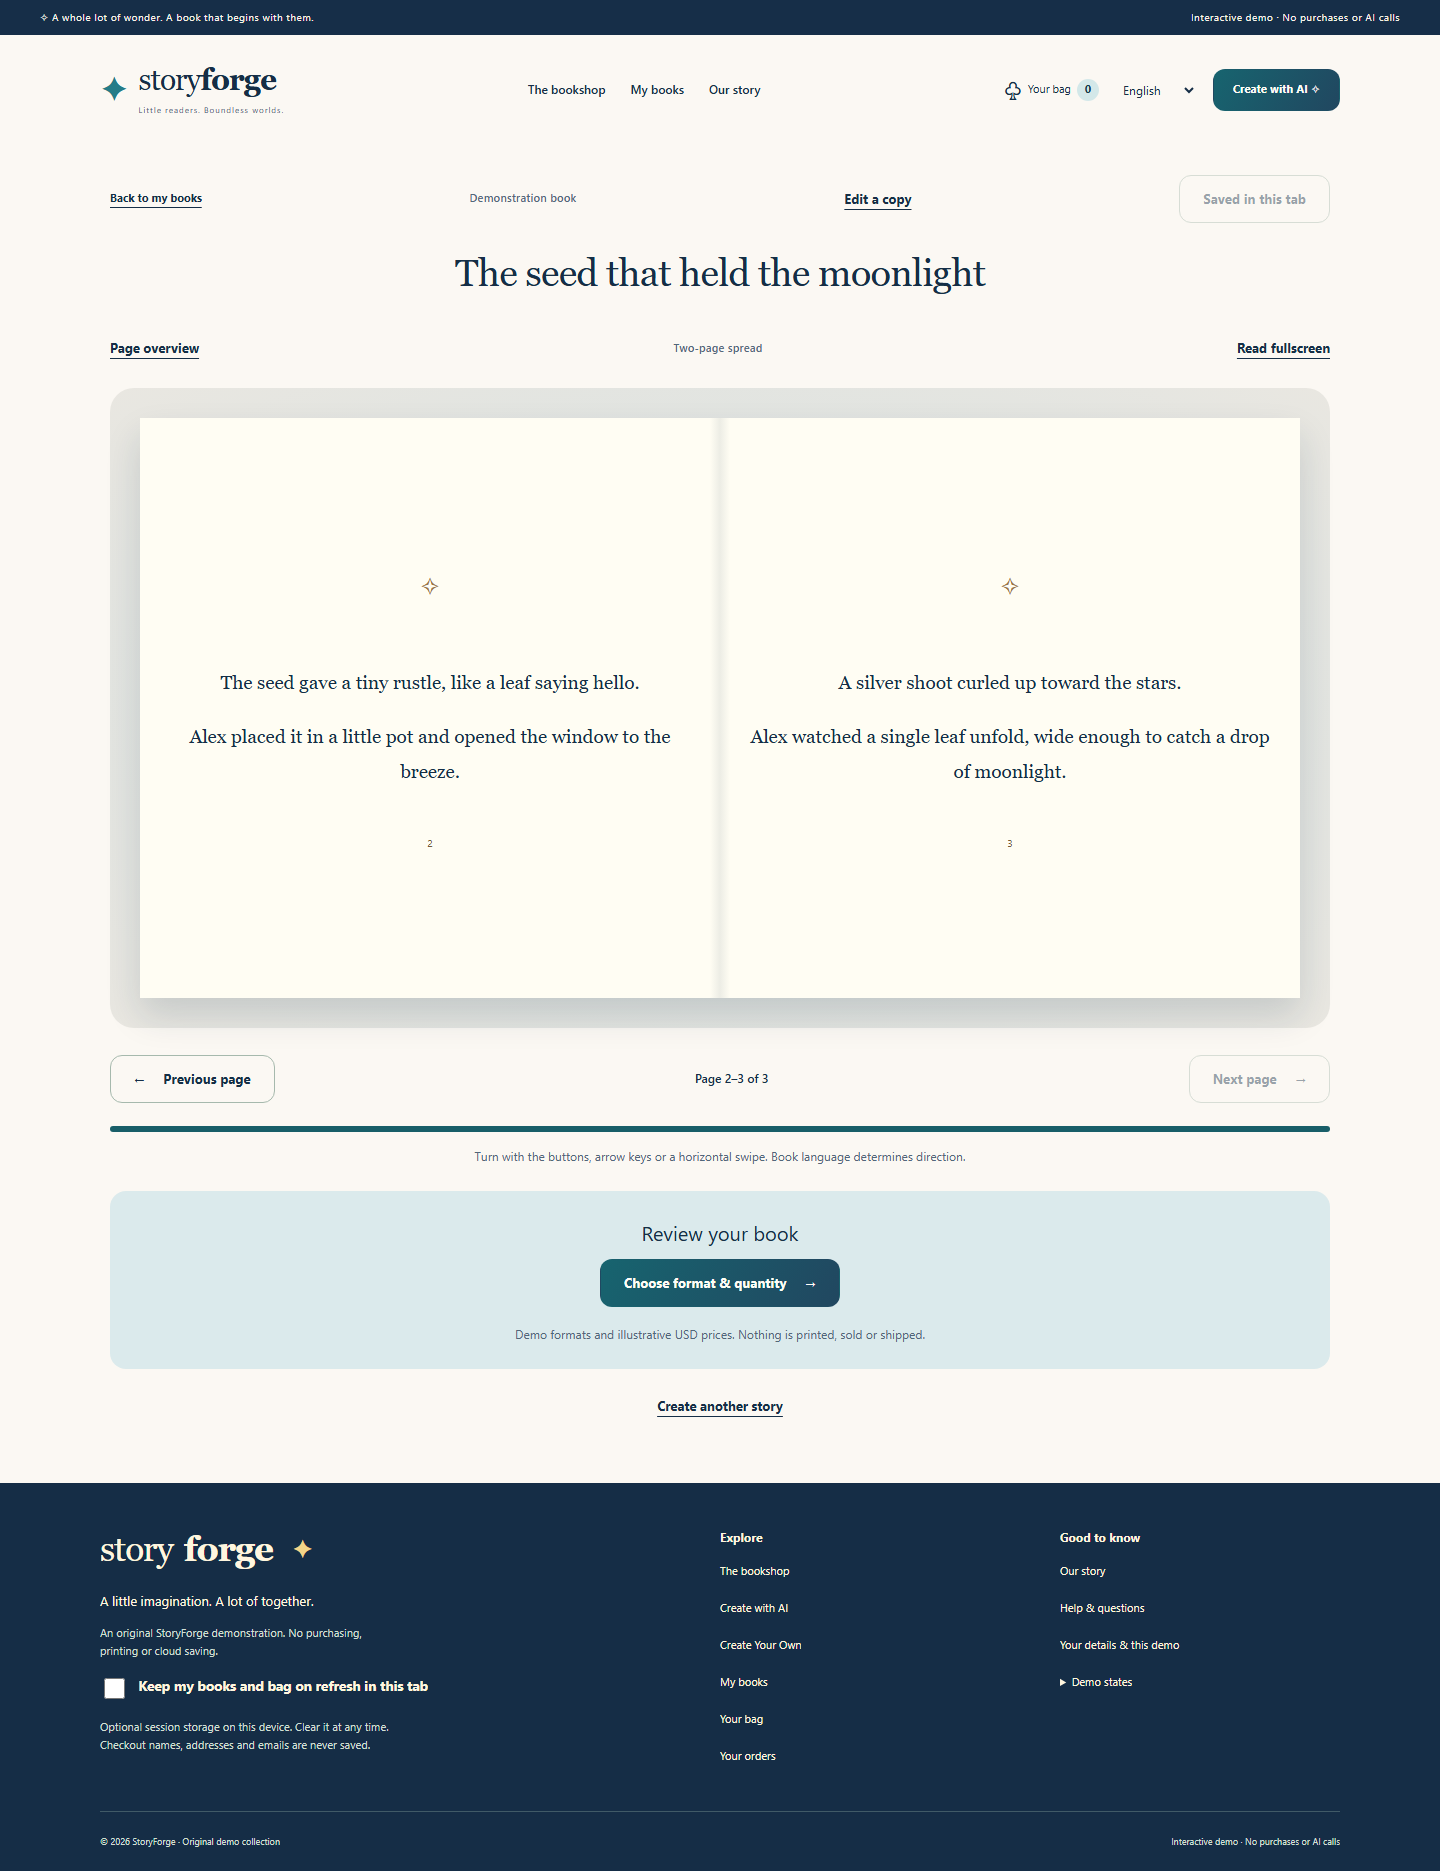 ✧ A whole lot of wonder. A book that begins with them.
Interactive demo · No purchases or AI calls
storyforge
Little readers. Boundless worlds.
The bookshop
My books
Our story
Your bag 0
English
Create with AI ✧
Back to my books
Demonstration book
Edit a copy
Saved in this tab
The seed that held the moonlight
Page overview
Two-page spread
Read fullscreen
The seed gave a tiny rustle, like a leaf saying hello.
Alex placed it in a little pot and opened the window to the
breeze.
2
A silver shoot curled up toward the stars.
Alex watched a single leaf unfold, wide enough to catch a drop
of moonlight.
3
← Previous page
Page 2–3 of 3
Next page →
Turn with the buttons, arrow keys or a horizontal swipe. Book language determines direction.
Review your book
Choose format & quantity →
Demo formats and illustrative USD prices. Nothing is printed, sold or shipped.
Create another story
story forge
A little imagination. A lot of together.
An original StoryForge demonstration. No purchasing,
printing or cloud saving.
Keep my books and bag on refresh in this tab
Optional session storage on this device. Clear it at any time.
Checkout names, addresses and emails are never saved.
Explore
The bookshop
Create with AI
Create Your Own
My books
Your bag
Your orders
Good to know
Our story
Help & questions
Your details & this demo
Demo states
© 2026 StoryForge · Original demo collection
Interactive demo · No purchases or AI calls